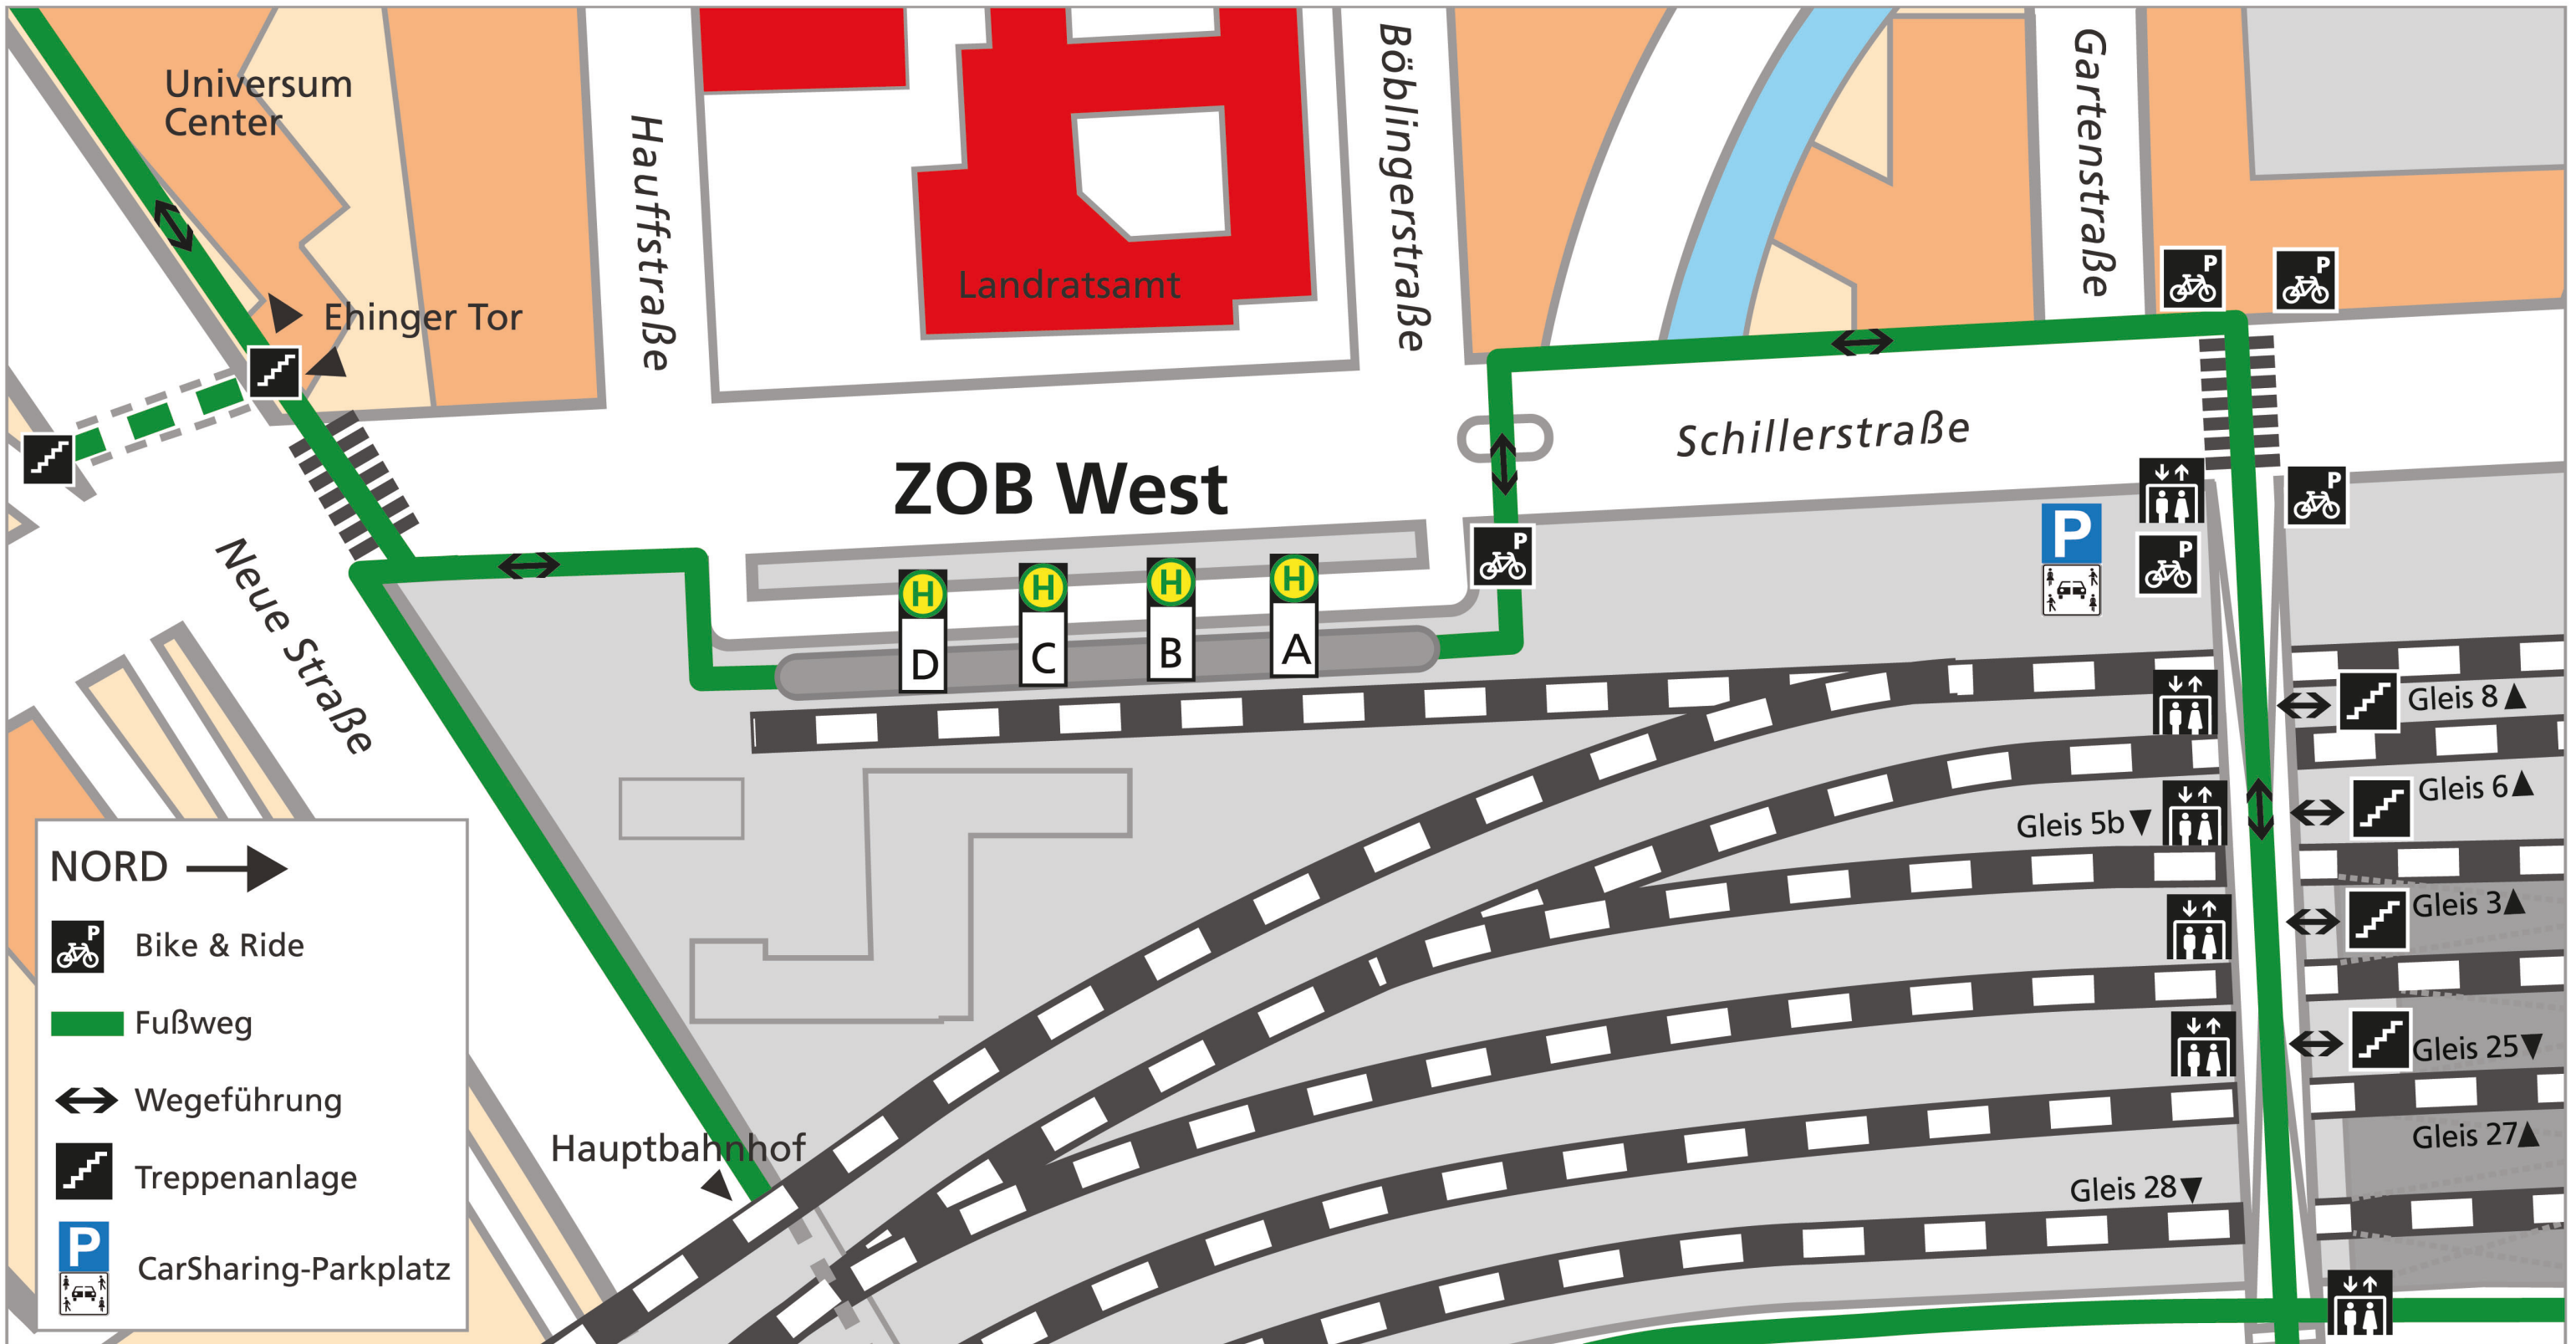 Universum
Center
Ehinger Tor
Hauffstraße
Landratsamt
Böblingerstraße
Gartenstraße
P
P
Schillerstraße
ZOB West
P
P
P
P
H
H
H
H
D
C
B
A
Neue Straße
Gleis 8
Gleis 6
Gleis 5b
Gleis 3
Gleis 25
Gleis 27
Gleis 28
Hauptbahnhof
NORD
P
Bike & Ride
Fußweg
Wegeführung
Treppenanlage
P
CarSharing-Parkplatz